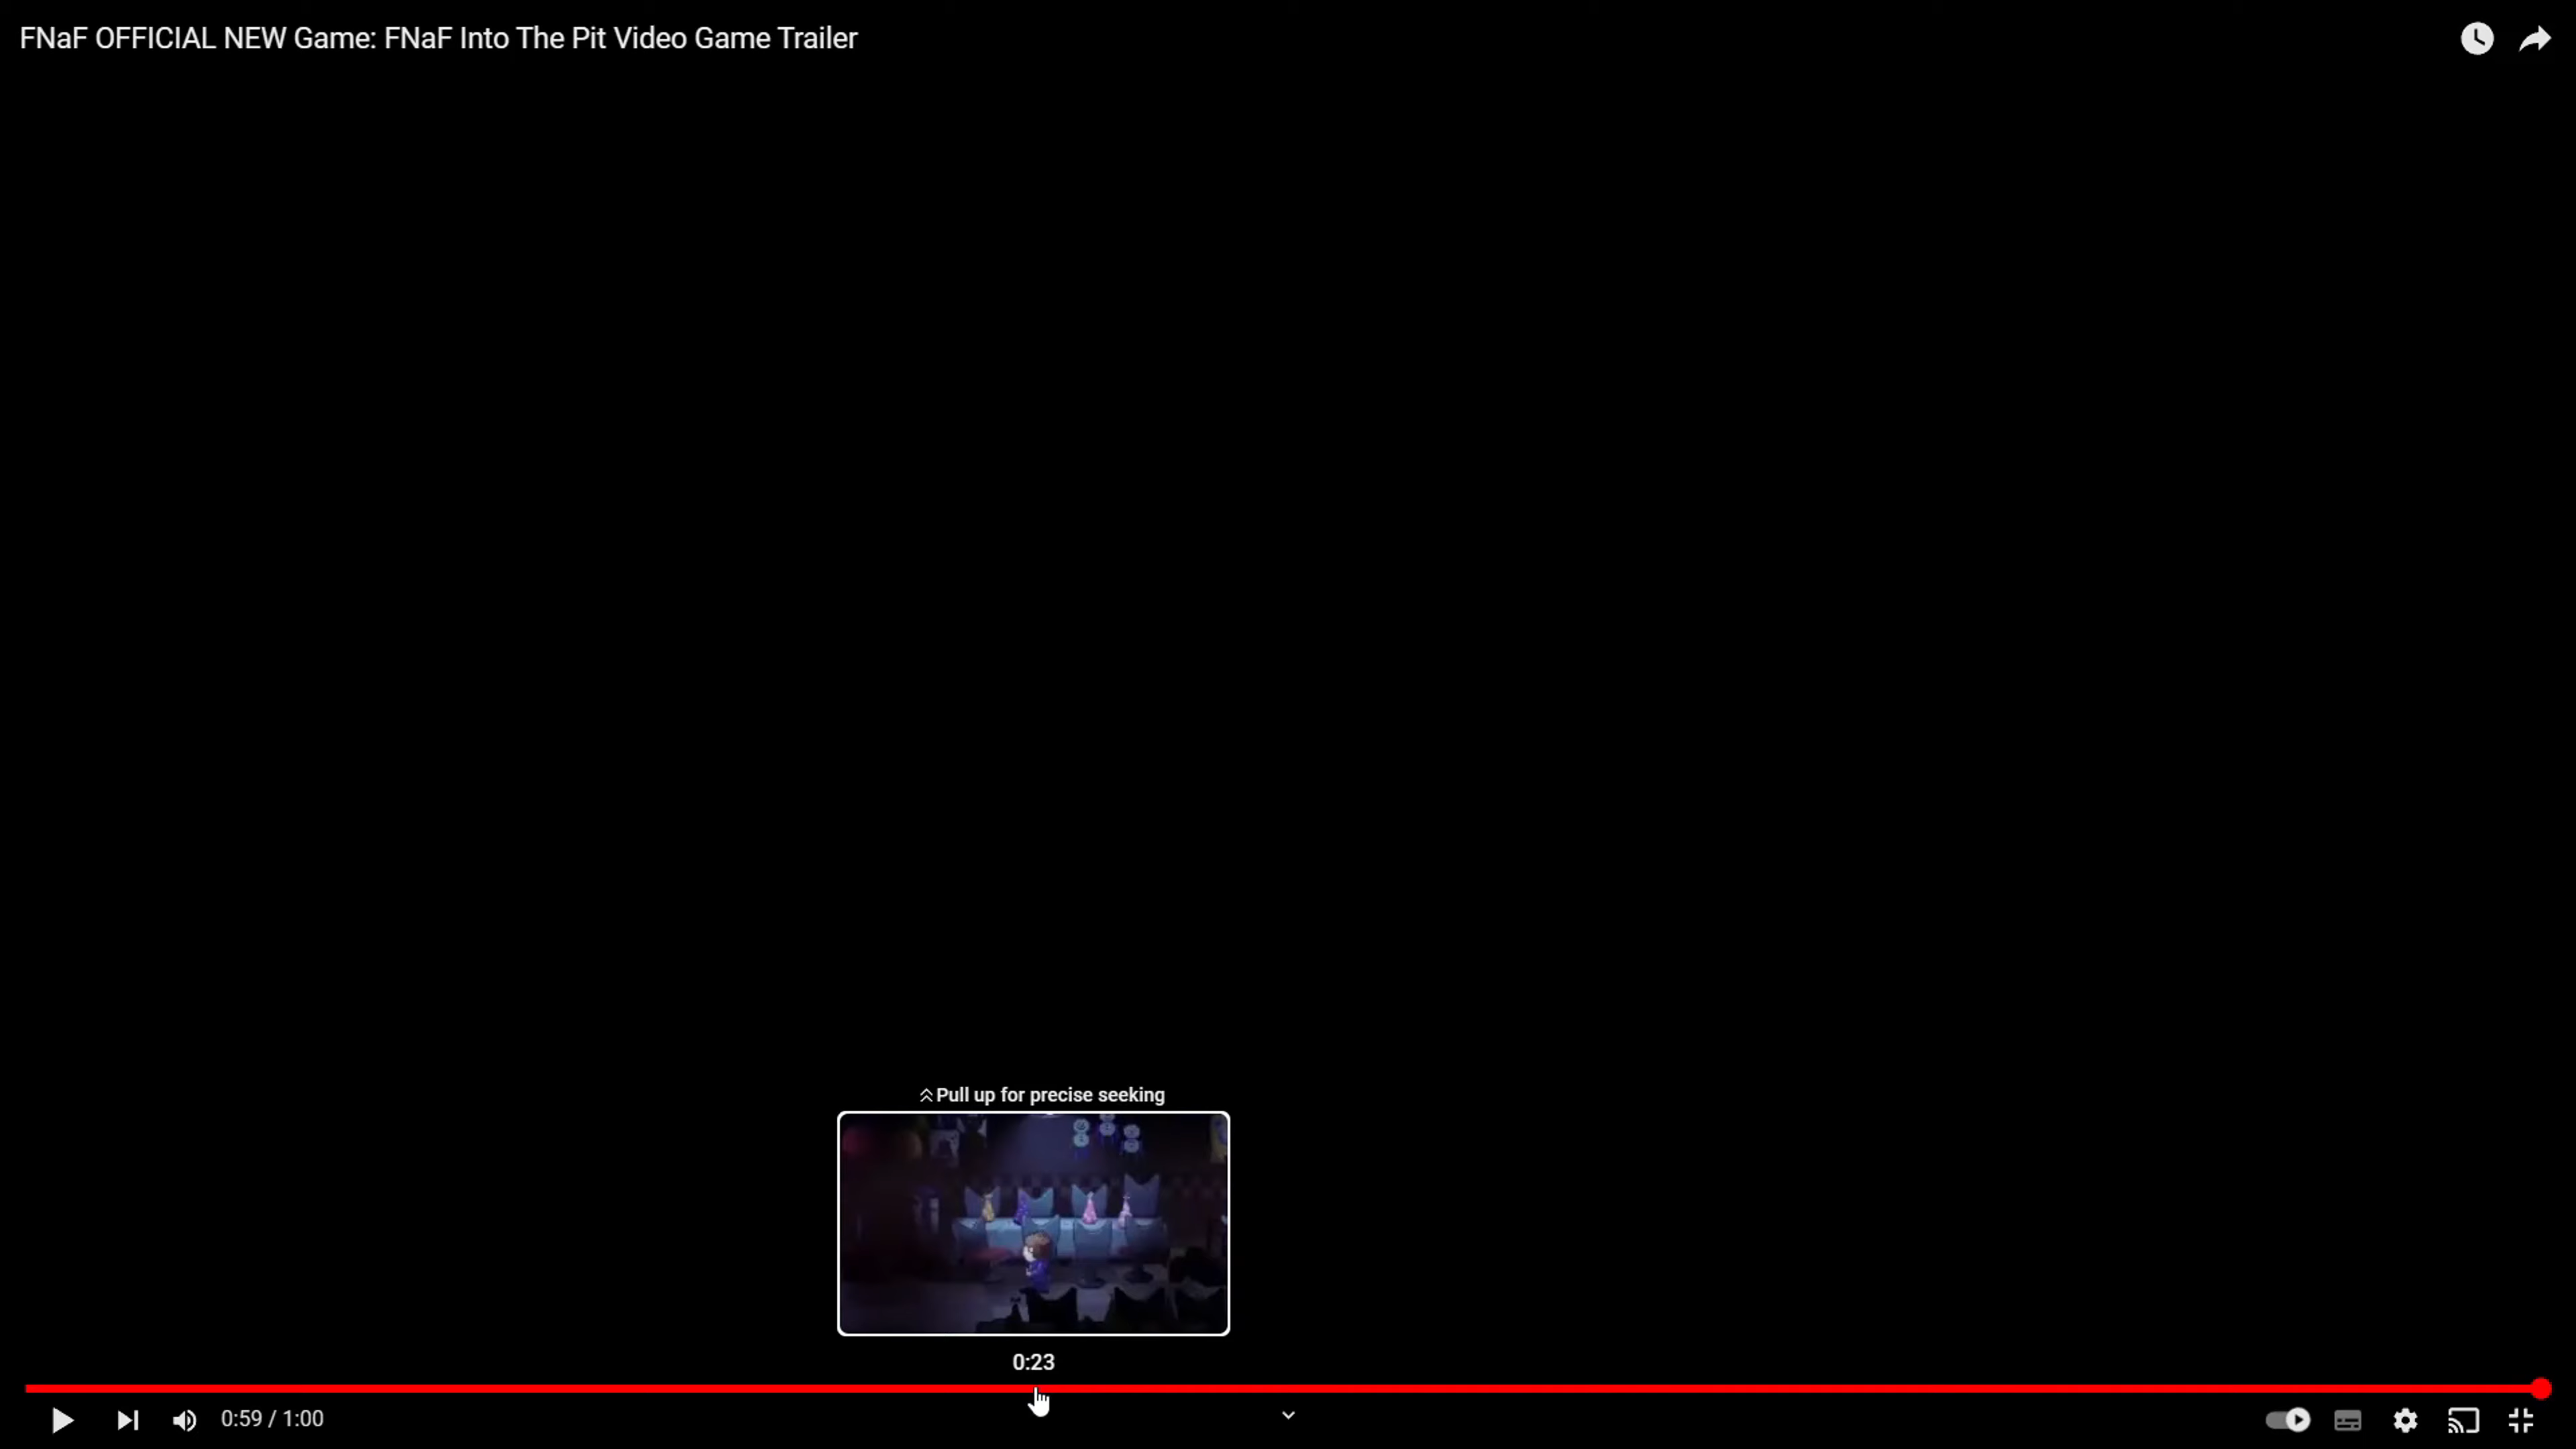 FNaF OFFICIAL NEW Game: FNaF Into The Pit Video Game Trailer
Pull up for precise seeking
0:23
0:59 / 1:00